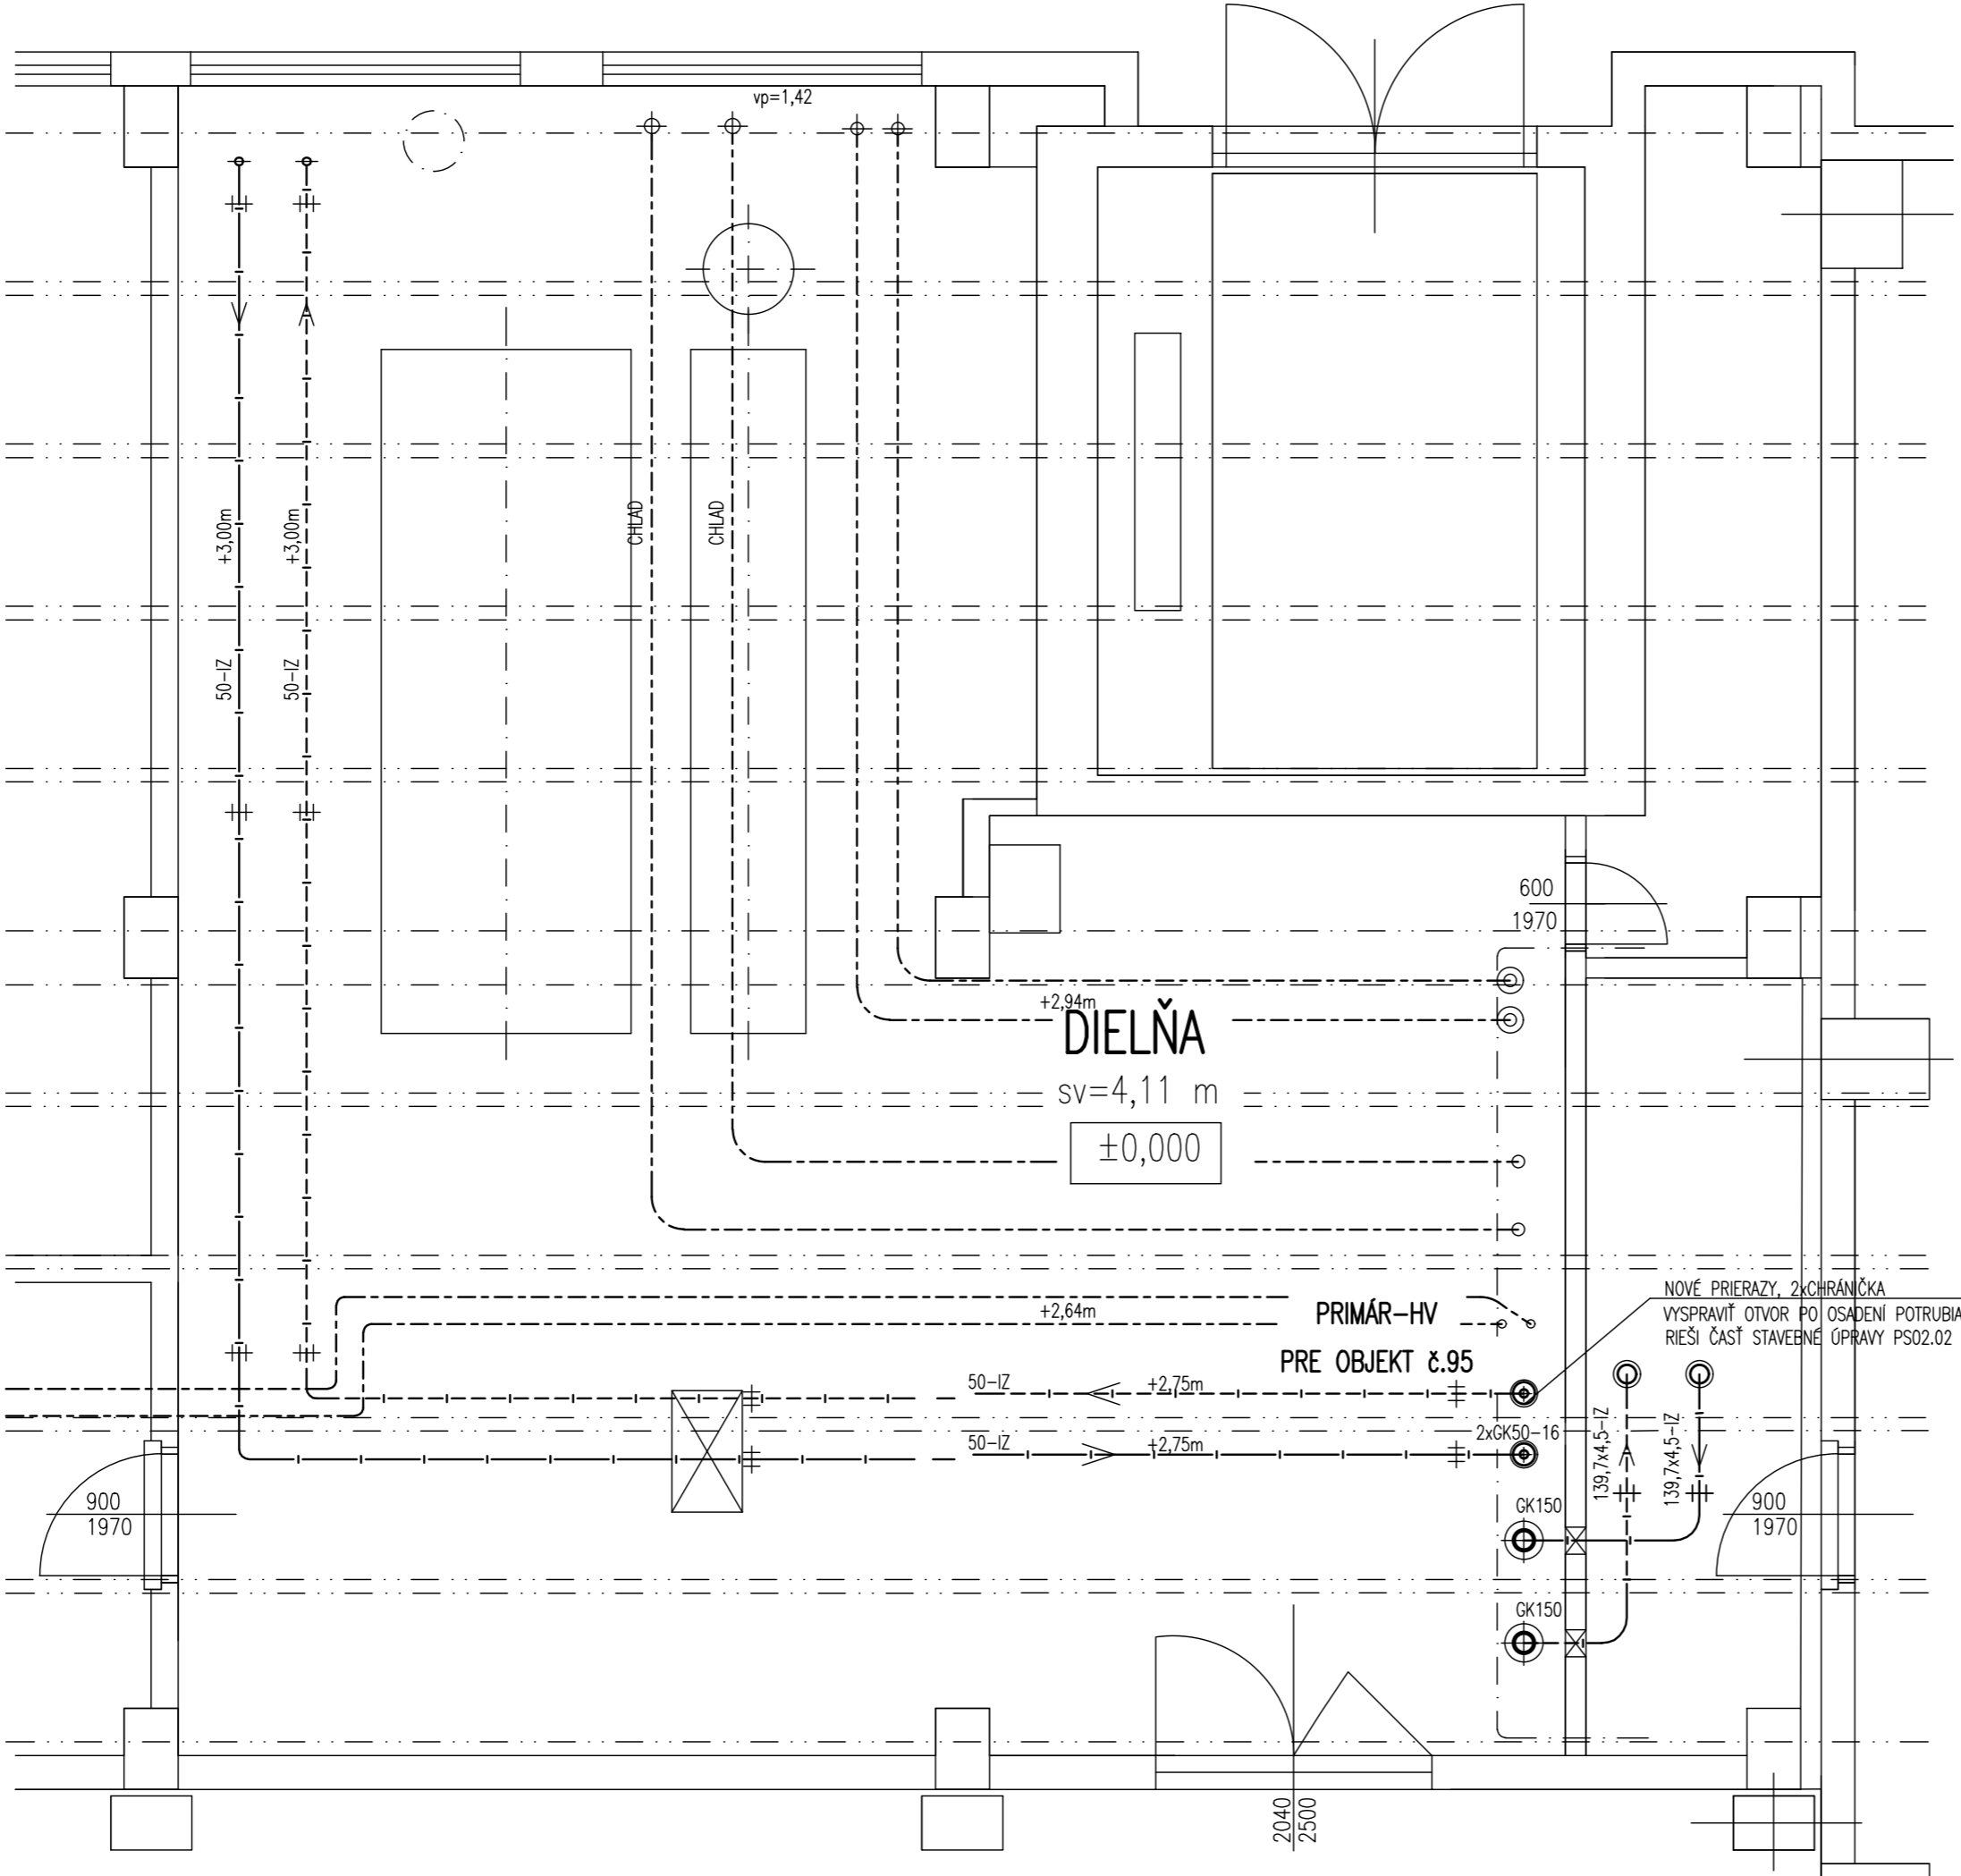 vp=1,42
+3,00m
+3,00m
CHLAD
CHLAD
50-IZ
50-IZ
600
1970
+2,94m
DIELŇA
sv=4,11 m
±0,000
NOVÉ PRIERAZY, 2xCHRÁNIČKA
VYSPRAVIŤ OTVOR PO OSADENÍ POTRUBIA
RIEŠI ČASŤ STAVEBNÉ ÚPRAVY PS02.02
+2,64m
PRIMÁR-HV
PRE OBJEKT č.95
50-IZ
+2,75m
2xGK50-16
50-IZ
+2,75m
139,7x4,5-IZ
139,7x4,5-IZ
900
1970
GK150
900
1970
GK150
2040
2500